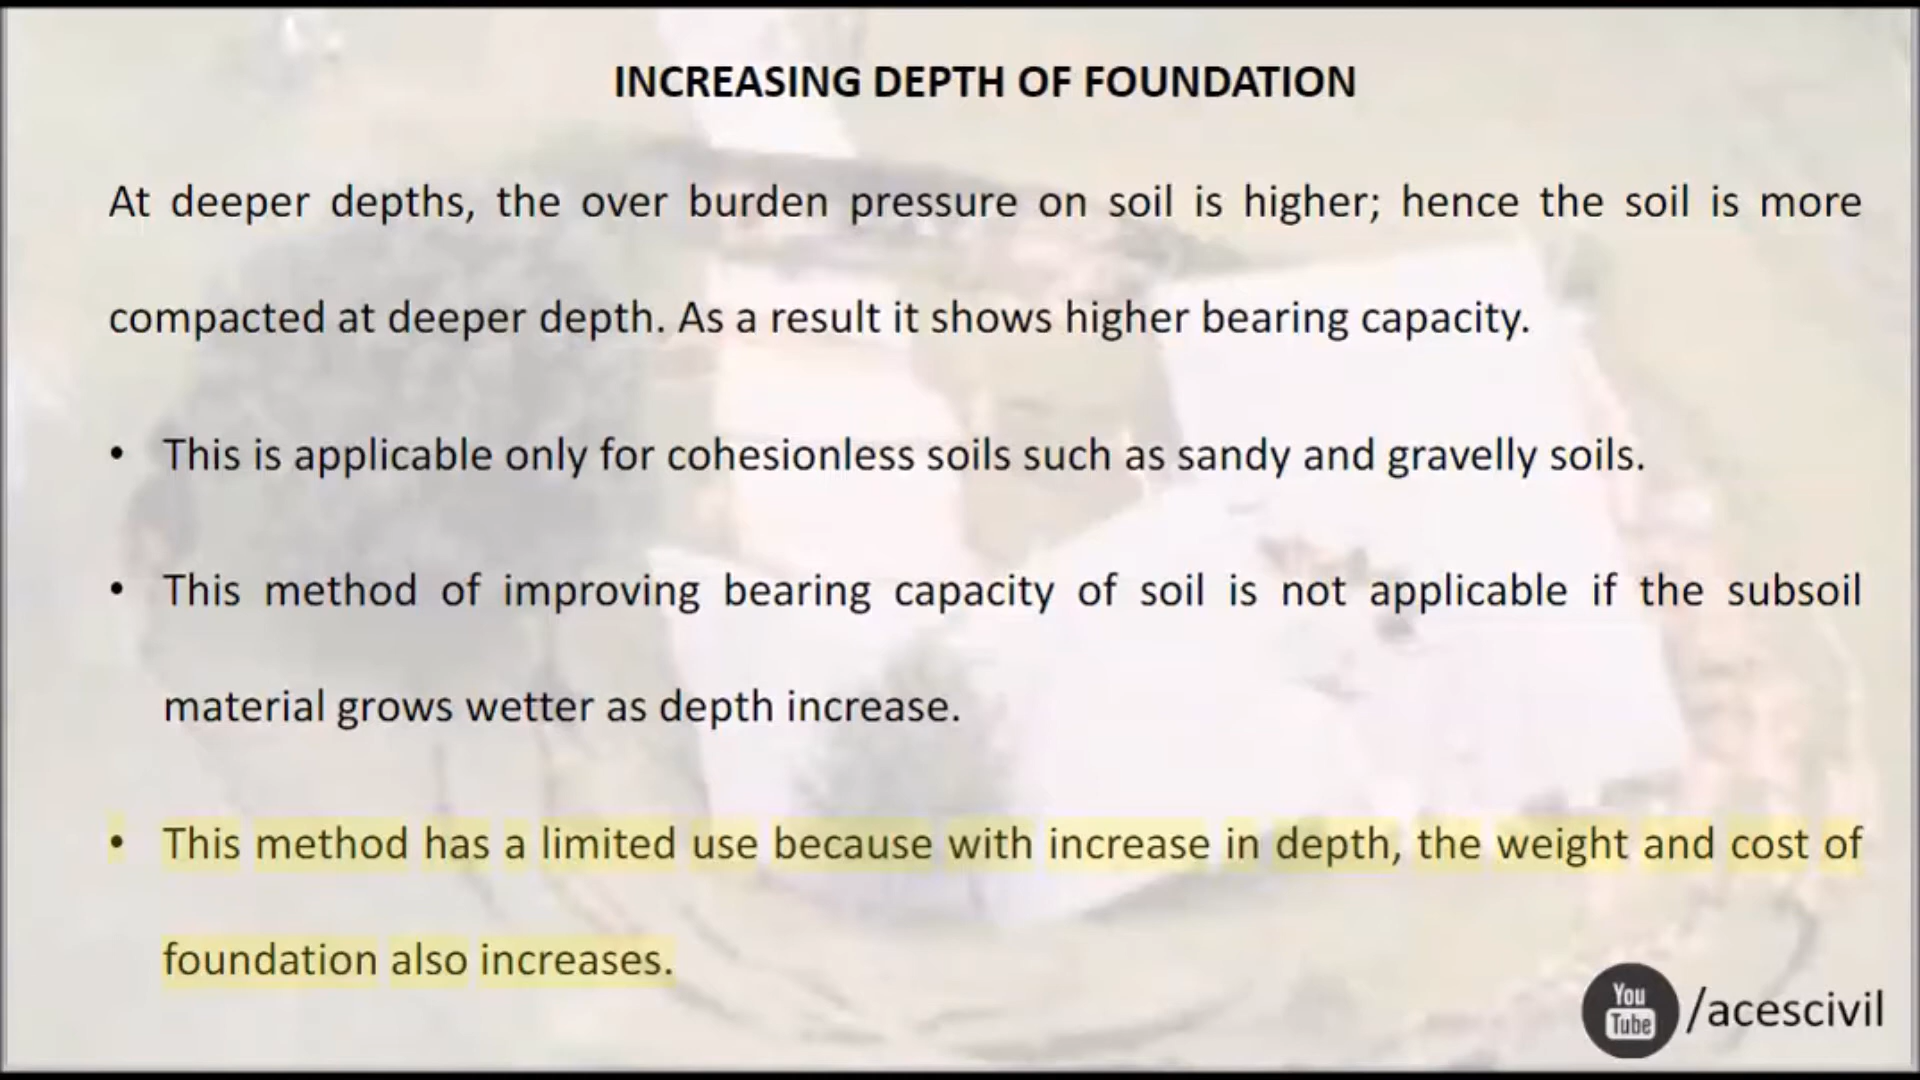 INCREASING DEPTH OF FOUNDATION
At deeper depths, the over burden pressure on soil is higher; hence the soil is more
compacted at deeper depth. As a result it shows higher bearing capacity.
• This is applicable only for cohesionless soils such as sandy and gravelly soils.
• This method of improving bearing capacity of soil is not applicable if the subsoil
material grows wetter as depth increase.
• This method has a limited use because with increase in depth, the weight and cost of
foundation also increases.
You
Tube
/acescivil